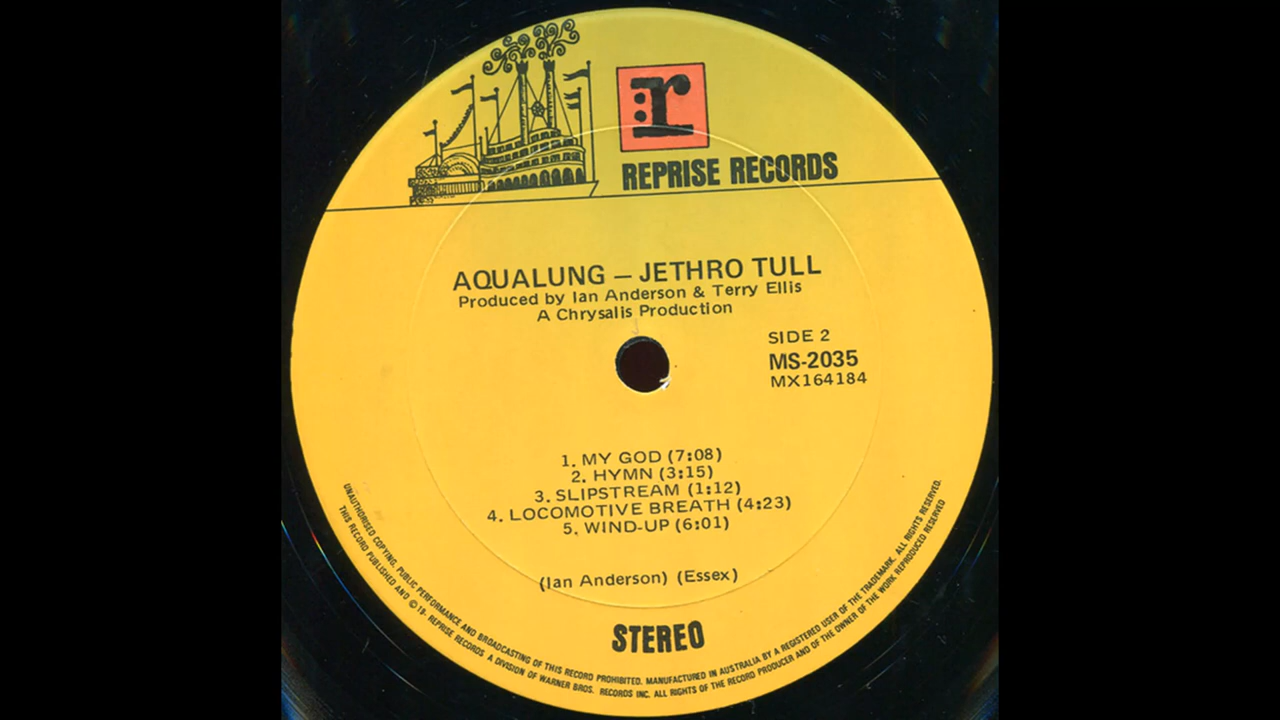 r
REPRISE RECORDS
AQUALUNG — JETHRO TULL
Produced by Ian Anderson & Terry Ellis
A Chrysalis Production
SIDE 2
MS-2035
MX164184
1. MY GOD (7:08)
2. HYMN (3:15)
3. SLIPSTREAM (1:12)
4. LOCOMOTIVE BREATH (4:23)
5. WIND-UP (6:01)
(Ian Anderson) (Essex)
STEREO
UNAUTHORISED COPYING, PUBLIC PERFORMANCE AND BROADCASTING OF THIS RECORD PROHIBITED. MANUFACTURED IN AUSTRALIA BY A REGISTERED USER OF THE TRADEMARK. ALL RIGHTS RESERVED.
THIS RECORD PUBLISHED AND © 19- REPRISE RECORDS A DIVISION OF WARNER BROS. RECORDS INC. ALL RIGHTS OF THE RECORD PRODUCER AND OF THE OWNER OF THE WORK REPRODUCED RESERVED